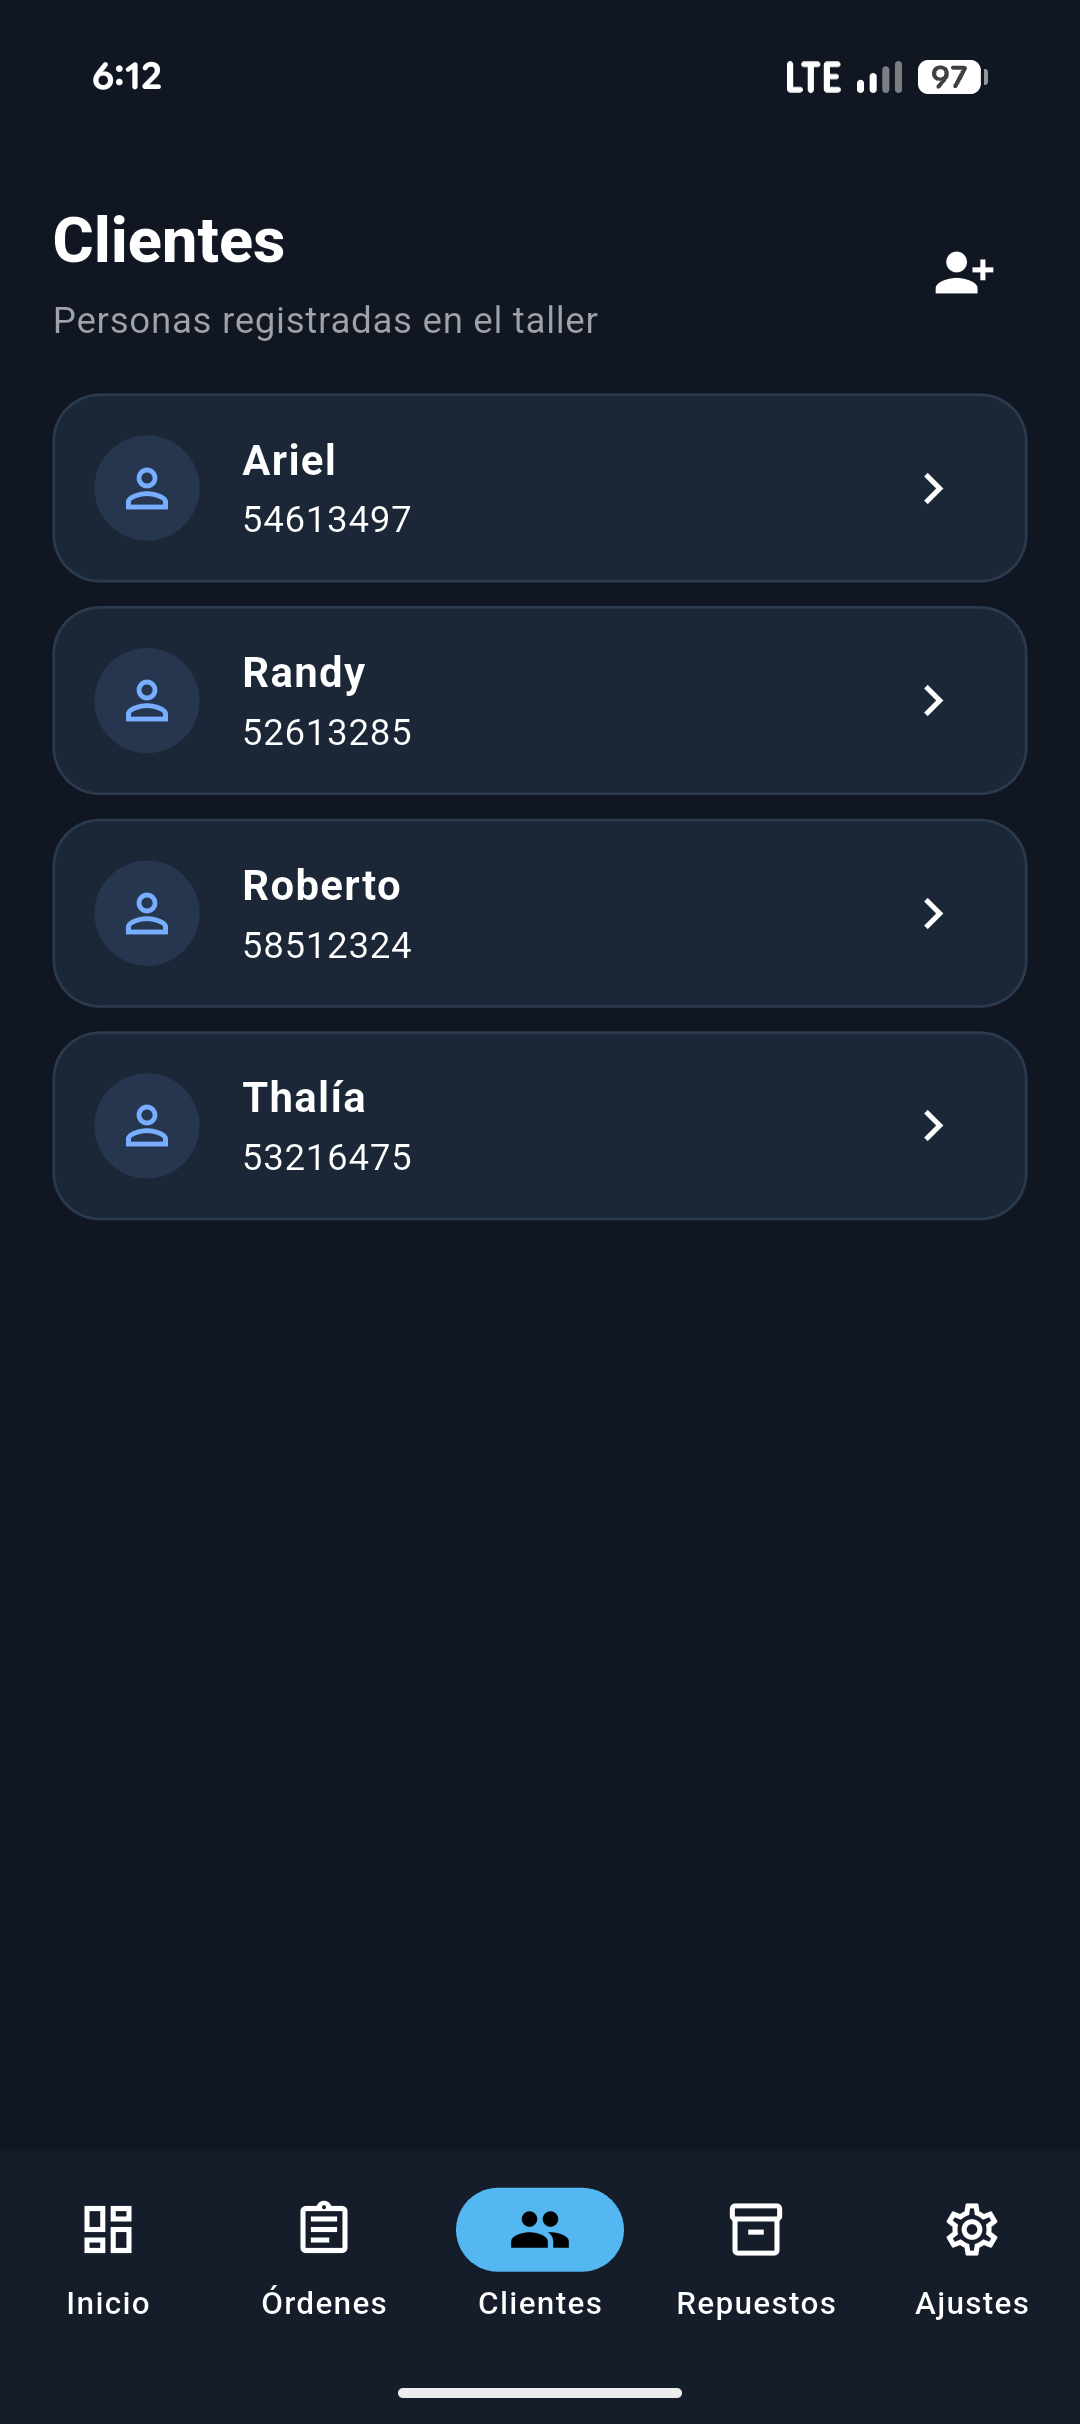 6:12
LTE
97
Clientes
Personas registradas en el taller
Ariel
54613497
Randy
52613285
Roberto
58512324
Thalía
53216475
Inicio
Órdenes
Clientes
Repuestos
Ajustes